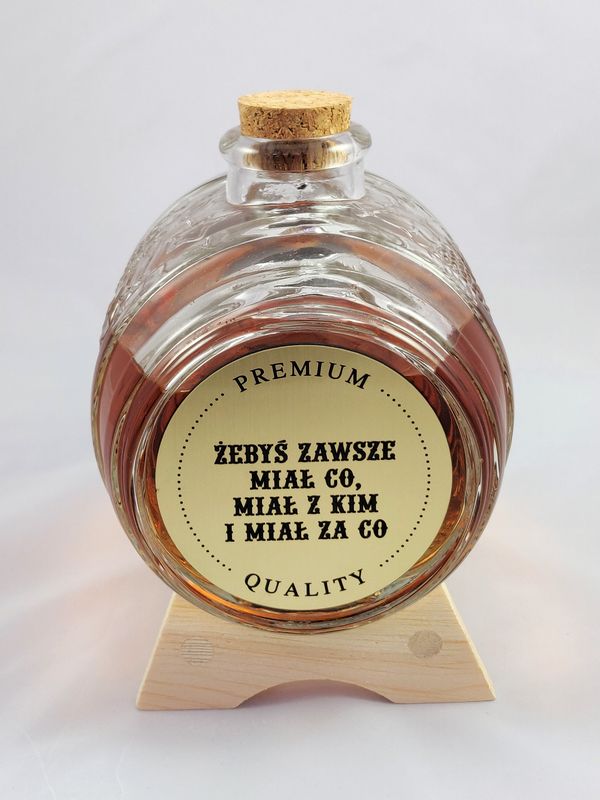 PREMIUM
ŻEBYŚ ZAWSZE
MIAŁ CO,
MIAŁ Z KIM
I MIAŁ ZA CO
QUALITY